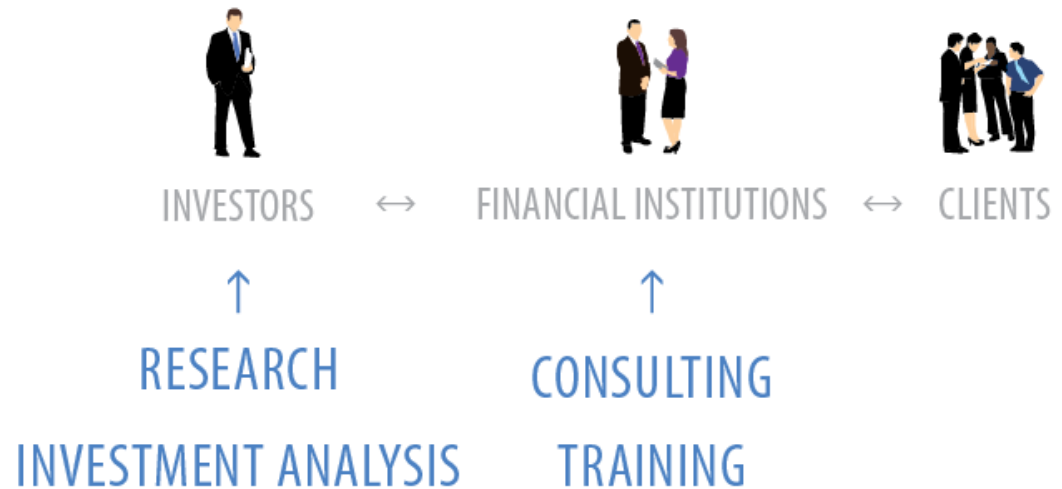 INVESTORS ↔ FINANCIAL INSTITUTIONS ↔ CLIENTS
↑ ↑
RESEARCH CONSULTING
INVESTMENT ANALYSIS TRAINING